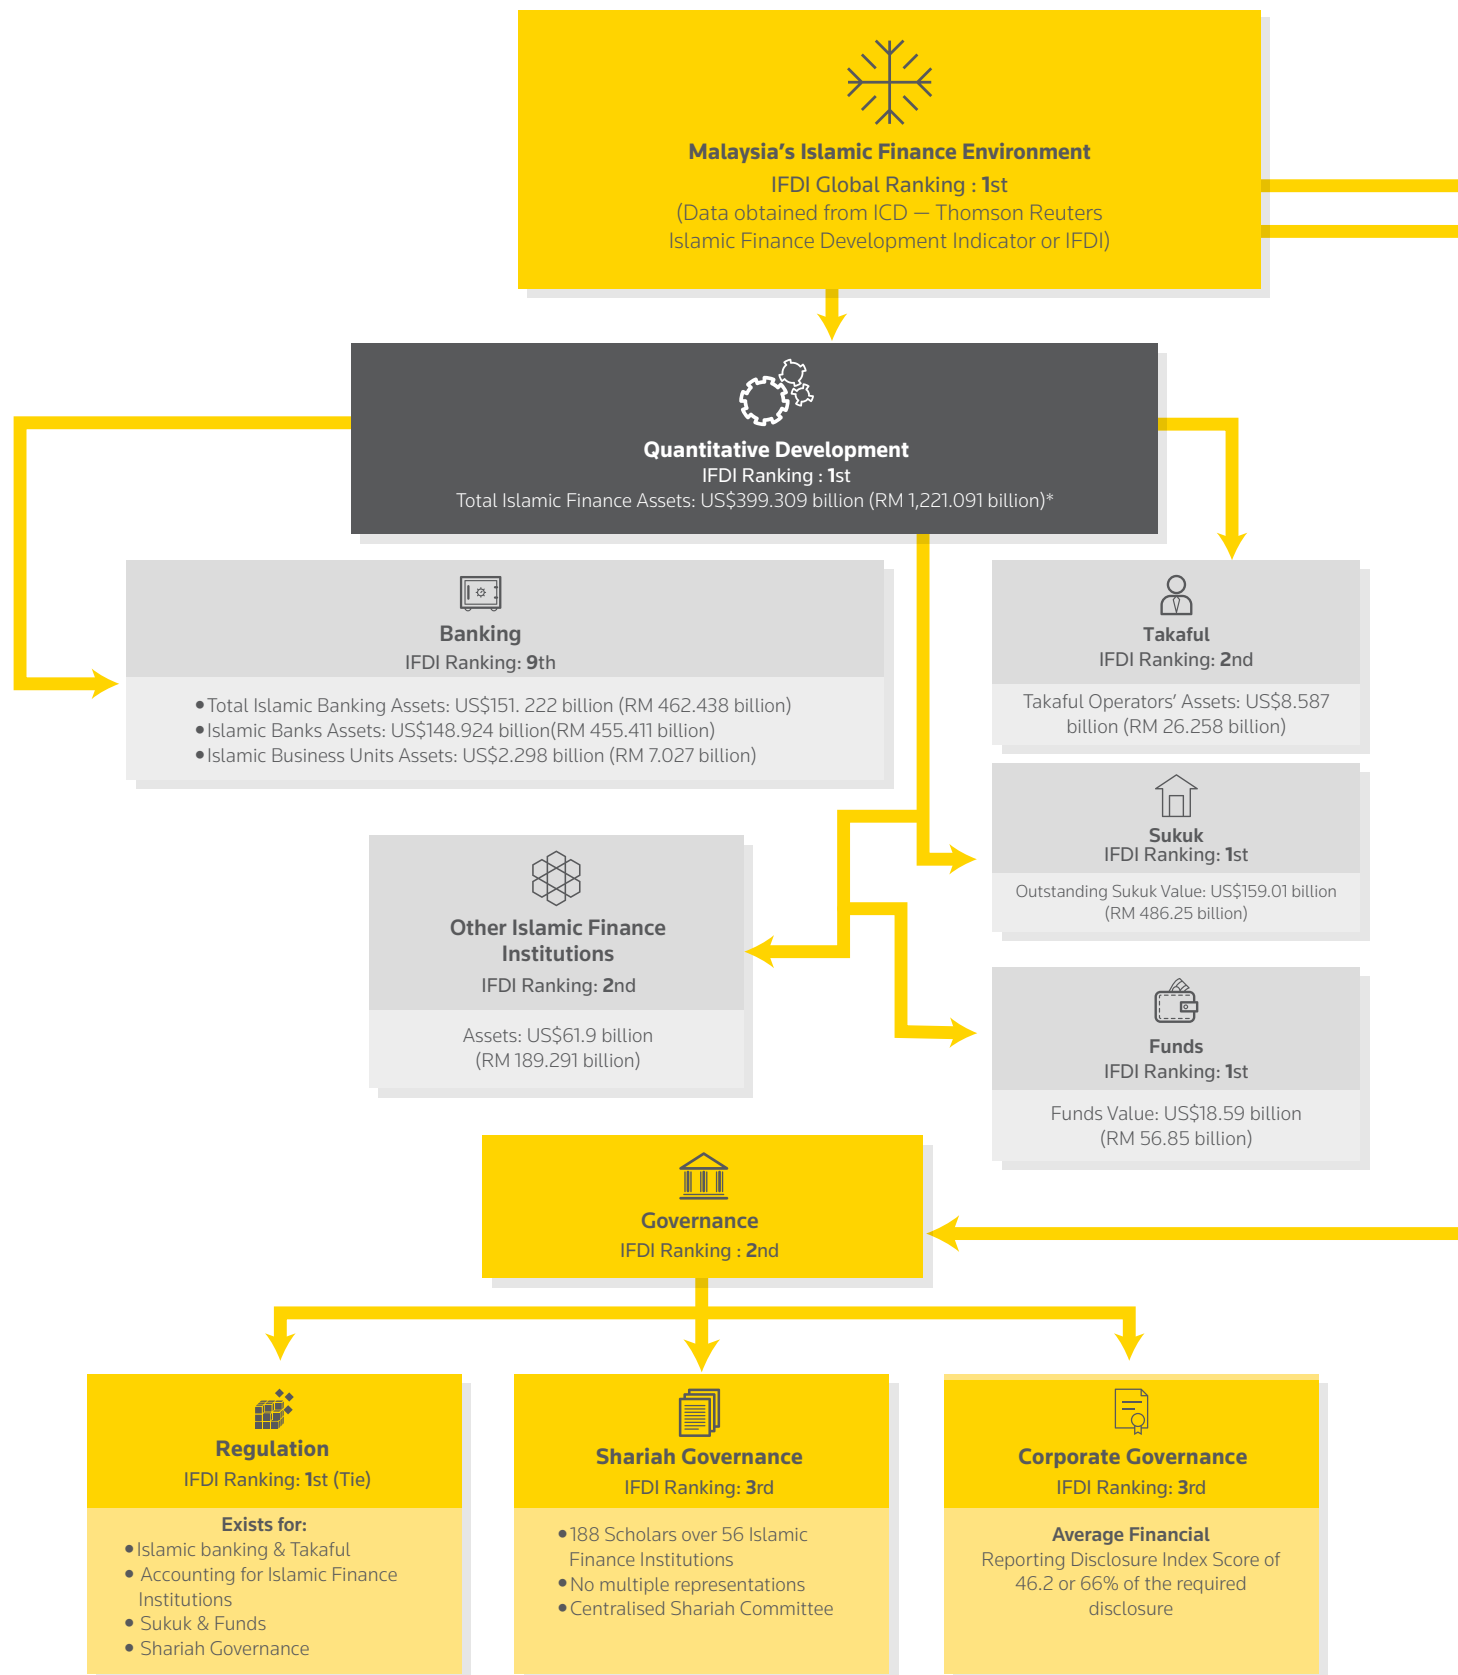 Malaysia's Islamic Finance Environment
IFDI Global Ranking : 1st
(Data obtained from ICD — Thomson Reuters
Islamic Finance Development Indicator or IFDI)
Quantitative Development
IFDI Ranking : 1st
Total Islamic Finance Assets: US$399.309 billion (RM 1,221.091 billion)*
Banking
IFDI Ranking: 9th
• Total Islamic Banking Assets: US$151. 222 billion (RM 462.438 billion)
• Islamic Banks Assets: US$148.924 billion(RM 455.411 billion)
• Islamic Business Units Assets: US$2.298 billion (RM 7.027 billion)
Takaful
IFDI Ranking: 2nd
Takaful Operators' Assets: US$8.587
billion (RM 26.258 billion)
Sukuk
IFDI Ranking: 1st
Outstanding Sukuk Value: US$159.01 billion
(RM 486.25 billion)
Other Islamic Finance
Institutions
IFDI Ranking: 2nd
Assets: US$61.9 billion
(RM 189.291 billion)
Funds
IFDI Ranking: 1st
Funds Value: US$18.59 billion
(RM 56.85 billion)
Governance
IFDI Ranking : 2nd
Regulation
IFDI Ranking: 1st (Tie)
Exists for:
• Islamic banking & Takaful
• Accounting for Islamic Finance
Institutions
• Sukuk & Funds
• Shariah Governance
Shariah Governance
IFDI Ranking: 3rd
• 188 Scholars over 56 Islamic
Finance Institutions
• No multiple representations
• Centralised Shariah Committee
Corporate Governance
IFDI Ranking: 3rd
Average Financial
Reporting Disclosure Index Score of
46.2 or 66% of the required
disclosure